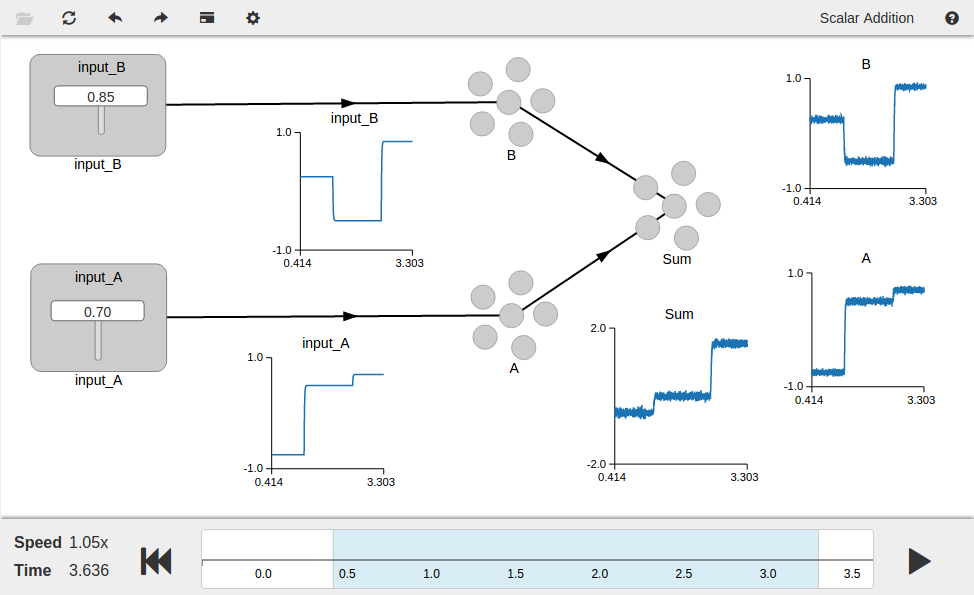 Scalar Addition
input_B
0.85
input_B
input_B
1.0
-1.0
0.414
3.303
B
B
1.0
-1.0
0.414
3.303
Sum
input_A
0.70
input_A
input_A
1.0
-1.0
0.414
3.303
A
Sum
2.0
-2.0
0.414
3.303
A
1.0
-1.0
0.414
3.303
Speed 1.05x
Time 3.636
0.0 0.5 1.0 1.5 2.0 2.5 3.0 3.5